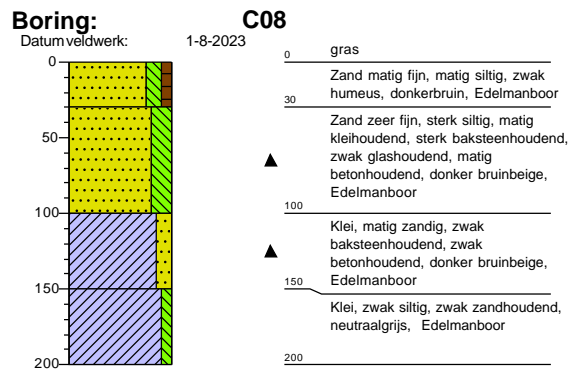 Boring: C08
Datum veldwerk: 1-8-2023
0
50
100
150
200
0 gras
Zand matig fijn, matig siltig, zwak
humeus, donkerbruin, Edelmanboor
30
Zand zeer fijn, sterk siltig, matig
kleihoudend, sterk baksteenhoudend,
zwak glashoudend, matig
betonhoudend, donker bruinbeige,
Edelmanboor
100
Klei, matig zandig, zwak
baksteenhoudend, zwak
betonhoudend, donker bruinbeige,
Edelmanboor
150
Klei, zwak siltig, zwak zandhoudend,
neutraalgrijs, Edelmanboor
200